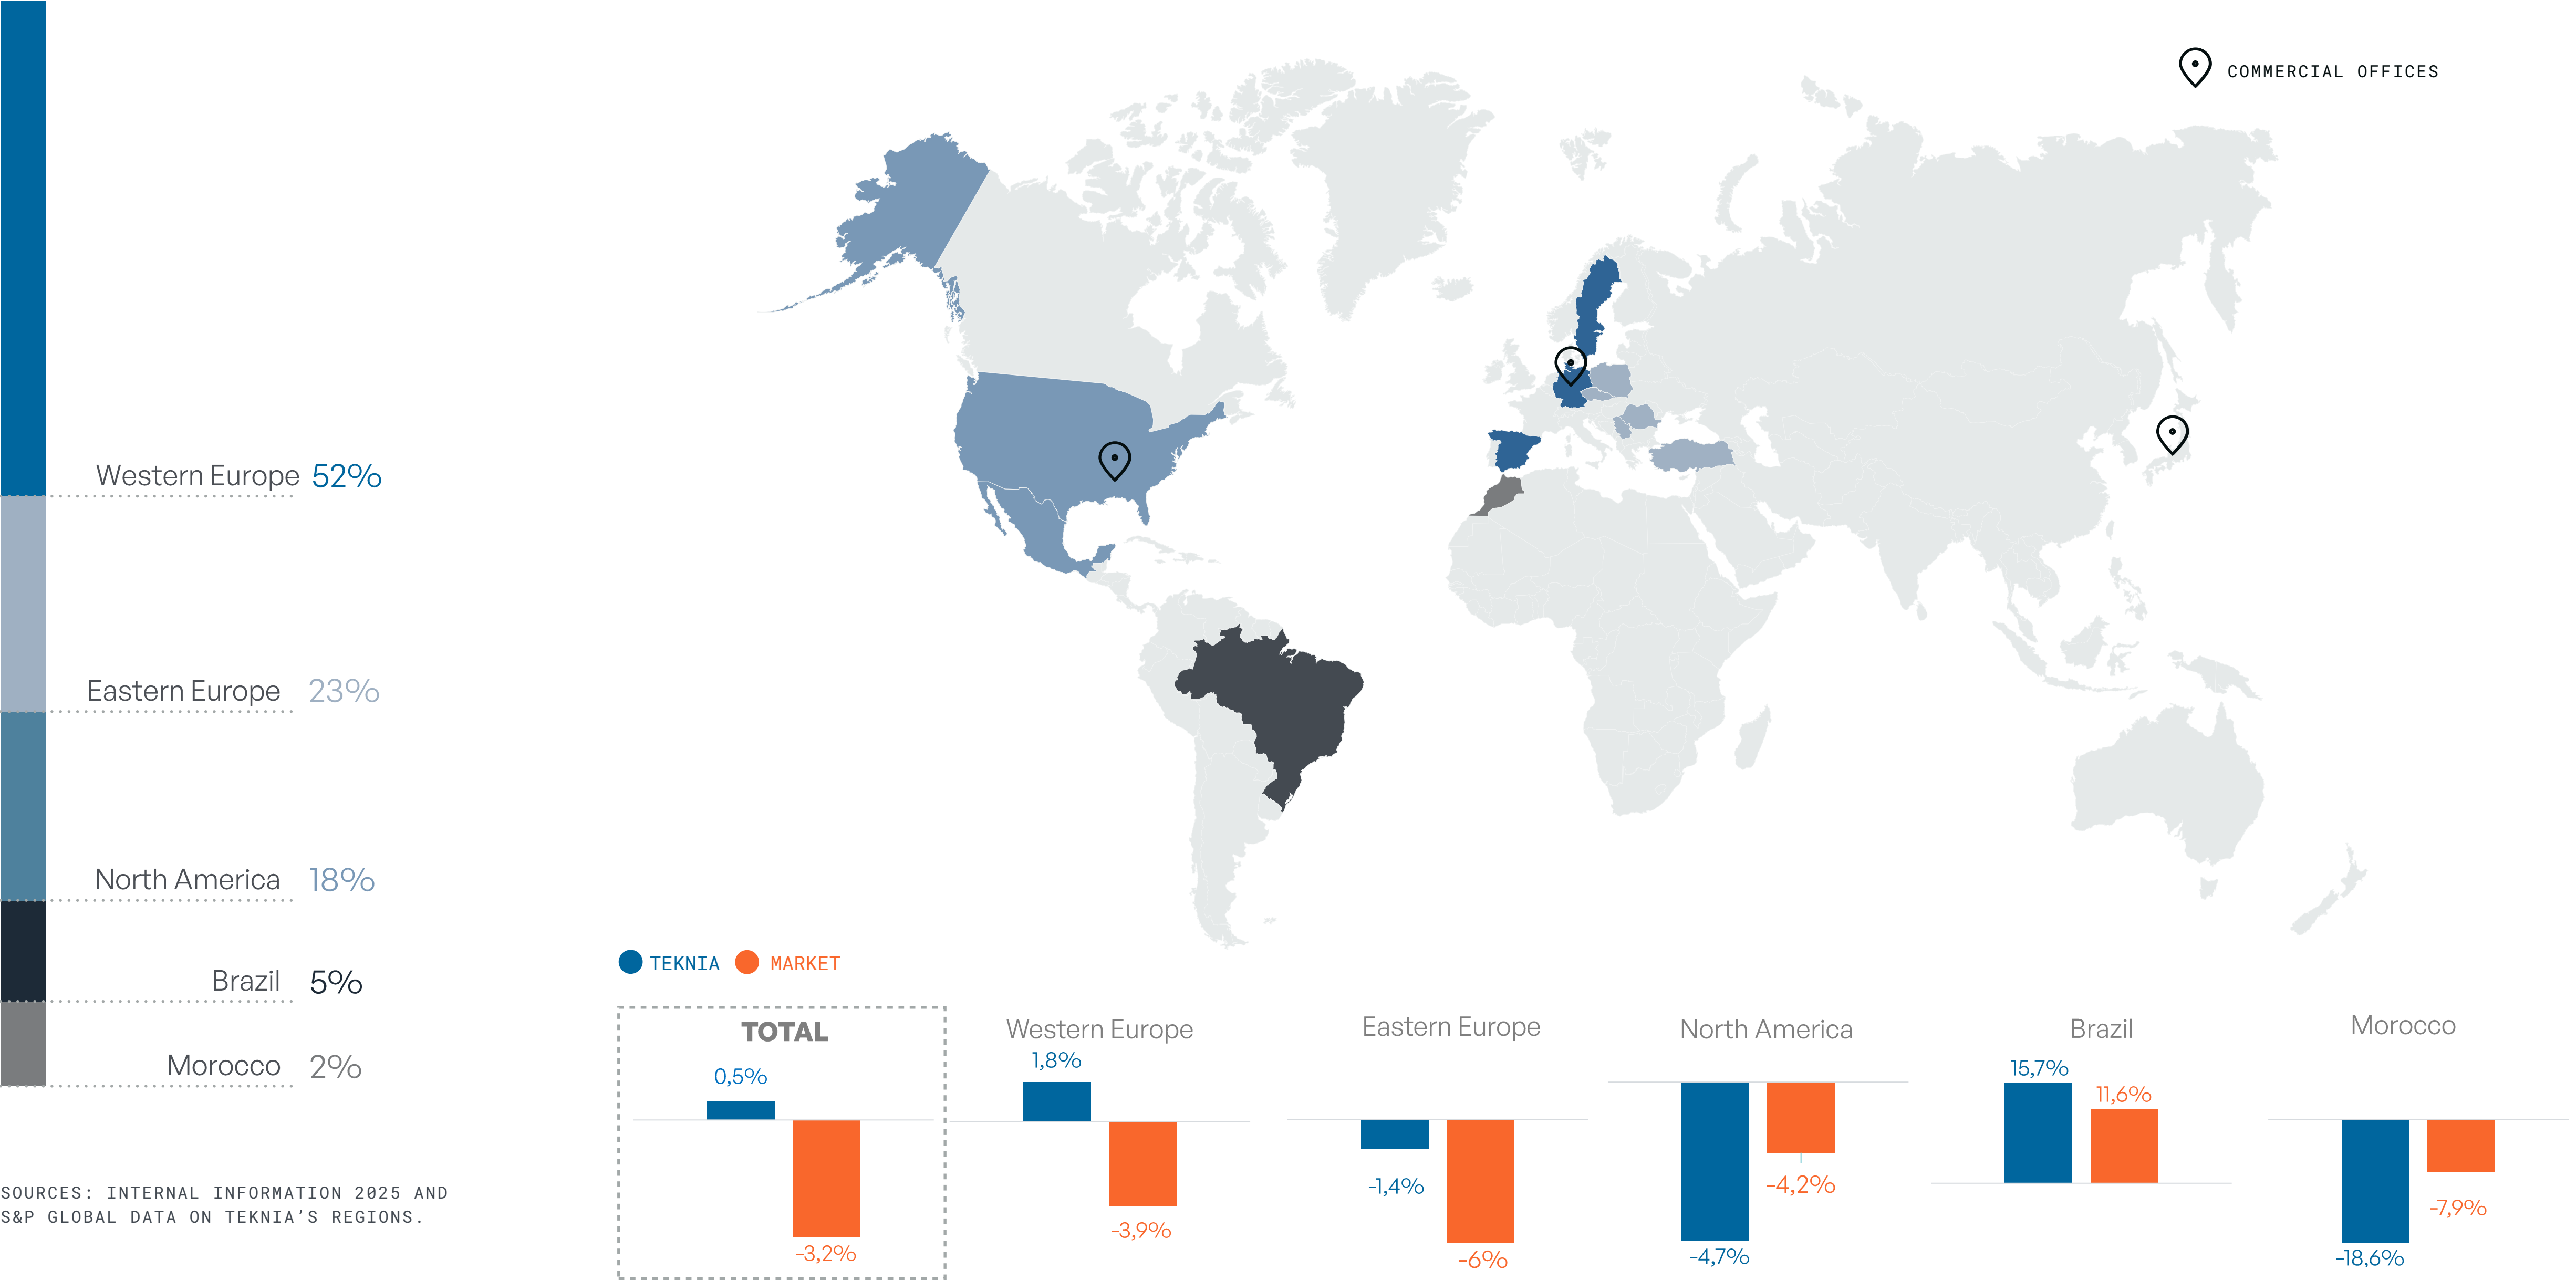 COMMERCIAL OFFICES
Western Europe 52%
Eastern Europe 23%
North America 18%
Brazil 5%
Morocco 2%
SOURCES: INTERNAL INFORMATION 2025 AND
S&P GLOBAL DATA ON TEKNIA’S REGIONS.
TEKNIA MARKET
TOTAL
0,5%
-3,2%
Western Europe
1,8%
-3,9%
Eastern Europe
-1,4%
-6%
North America
-4,7%
-4,2%
Brazil
15,7%
11,6%
Morocco
-18,6%
-7,9%